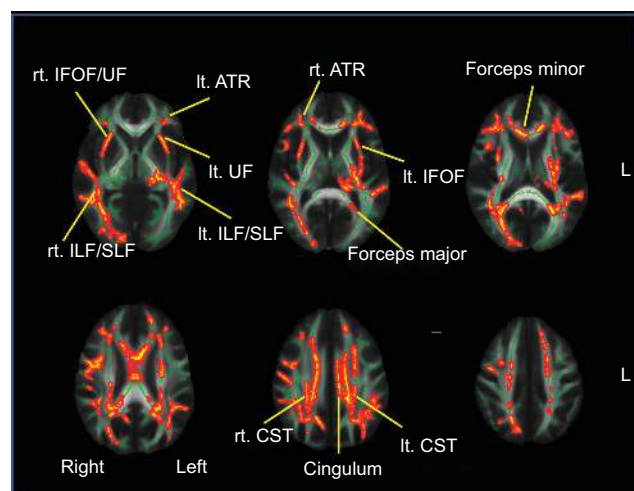 rt. IFOF/UF
lt. ATR
rt. ATR
Forceps minor
lt. UF
lt. IFOF
L
rt. ILF/SLF
lt. ILF/SLF
Forceps major
L
rt. CST
lt. CST
Right
Left
Cingulum